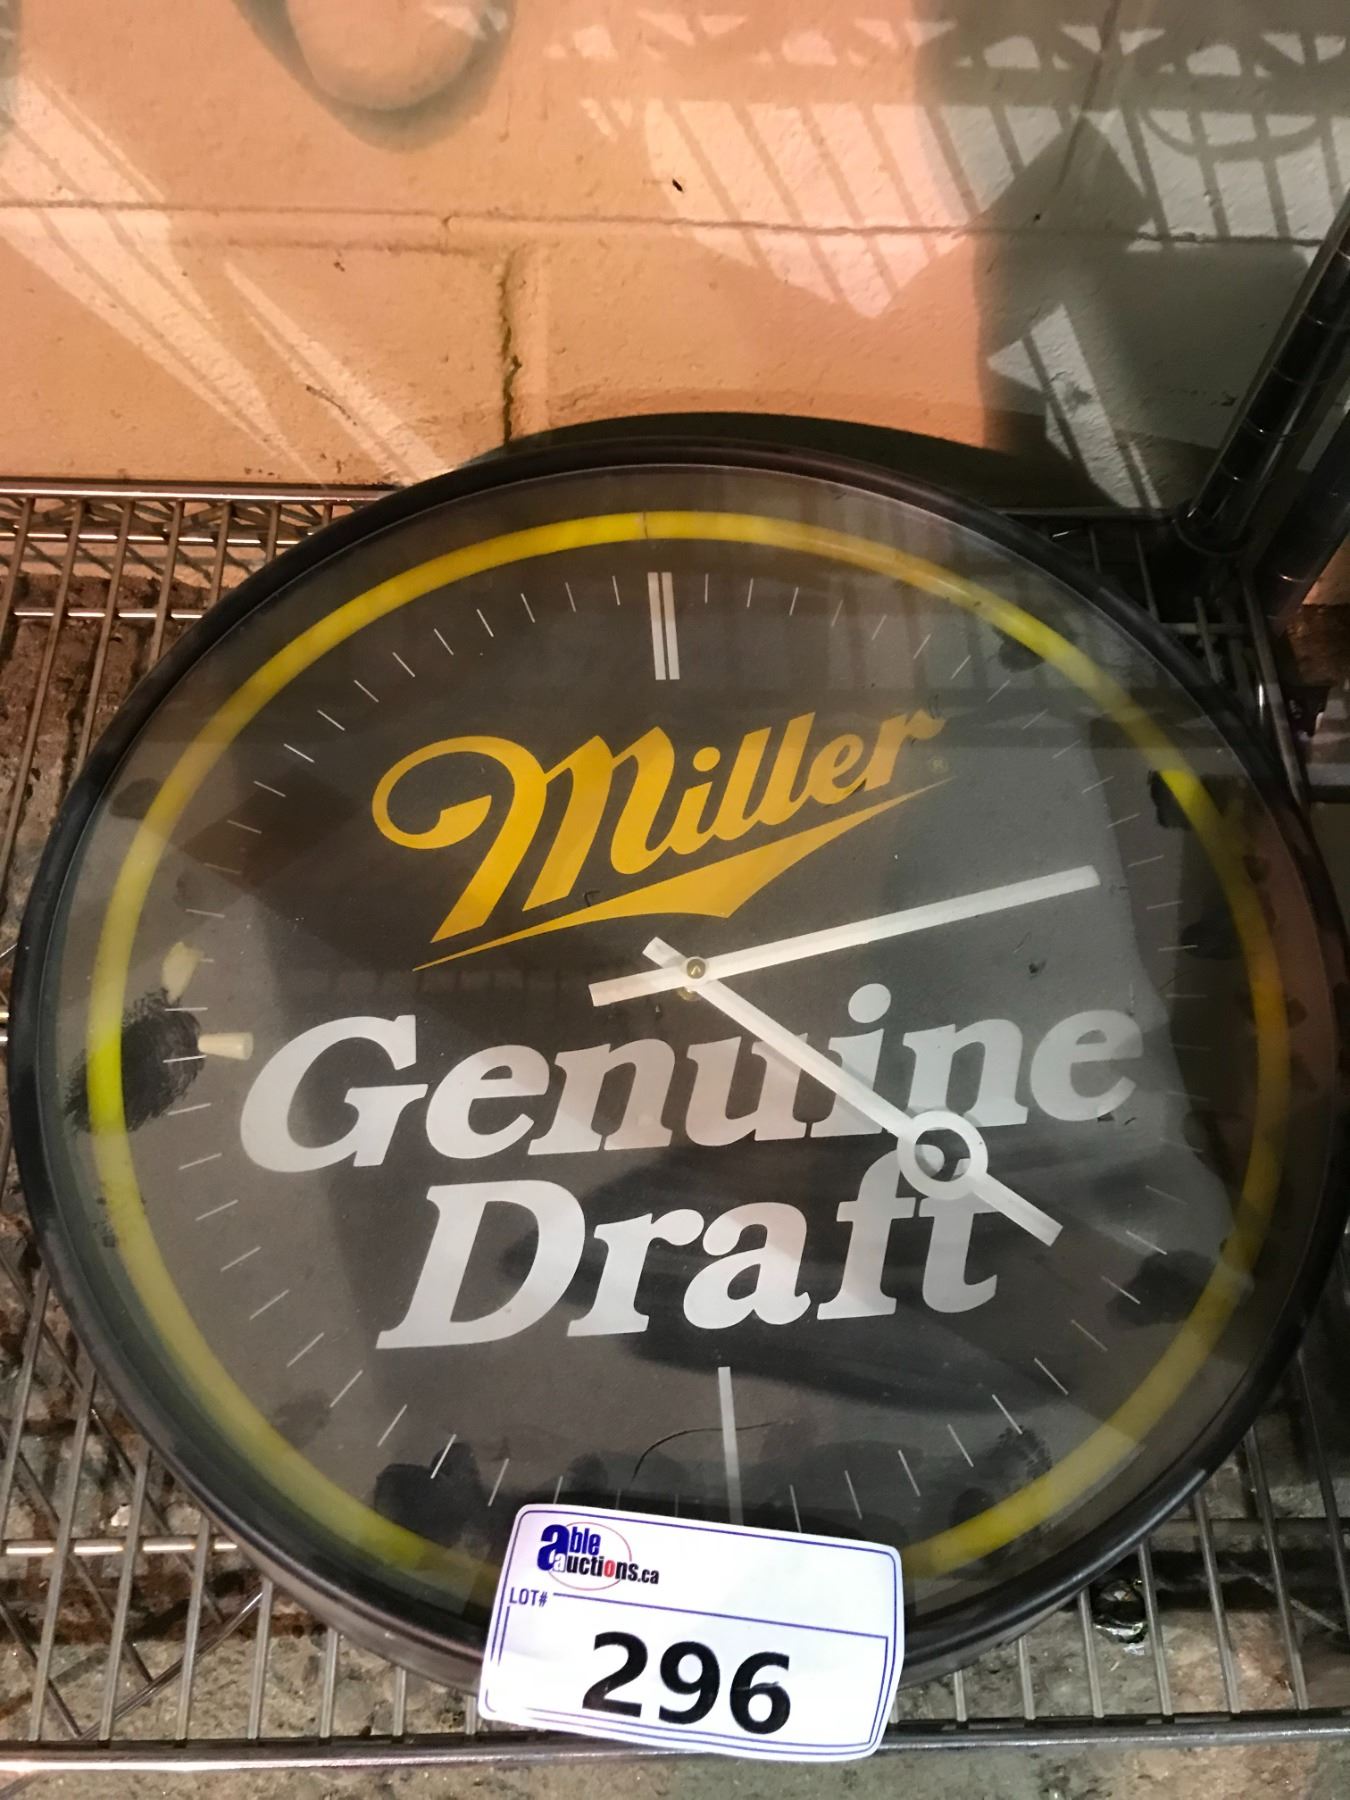 Miller®
Genuine
Draft
able
auctions.ca
LOT#
296